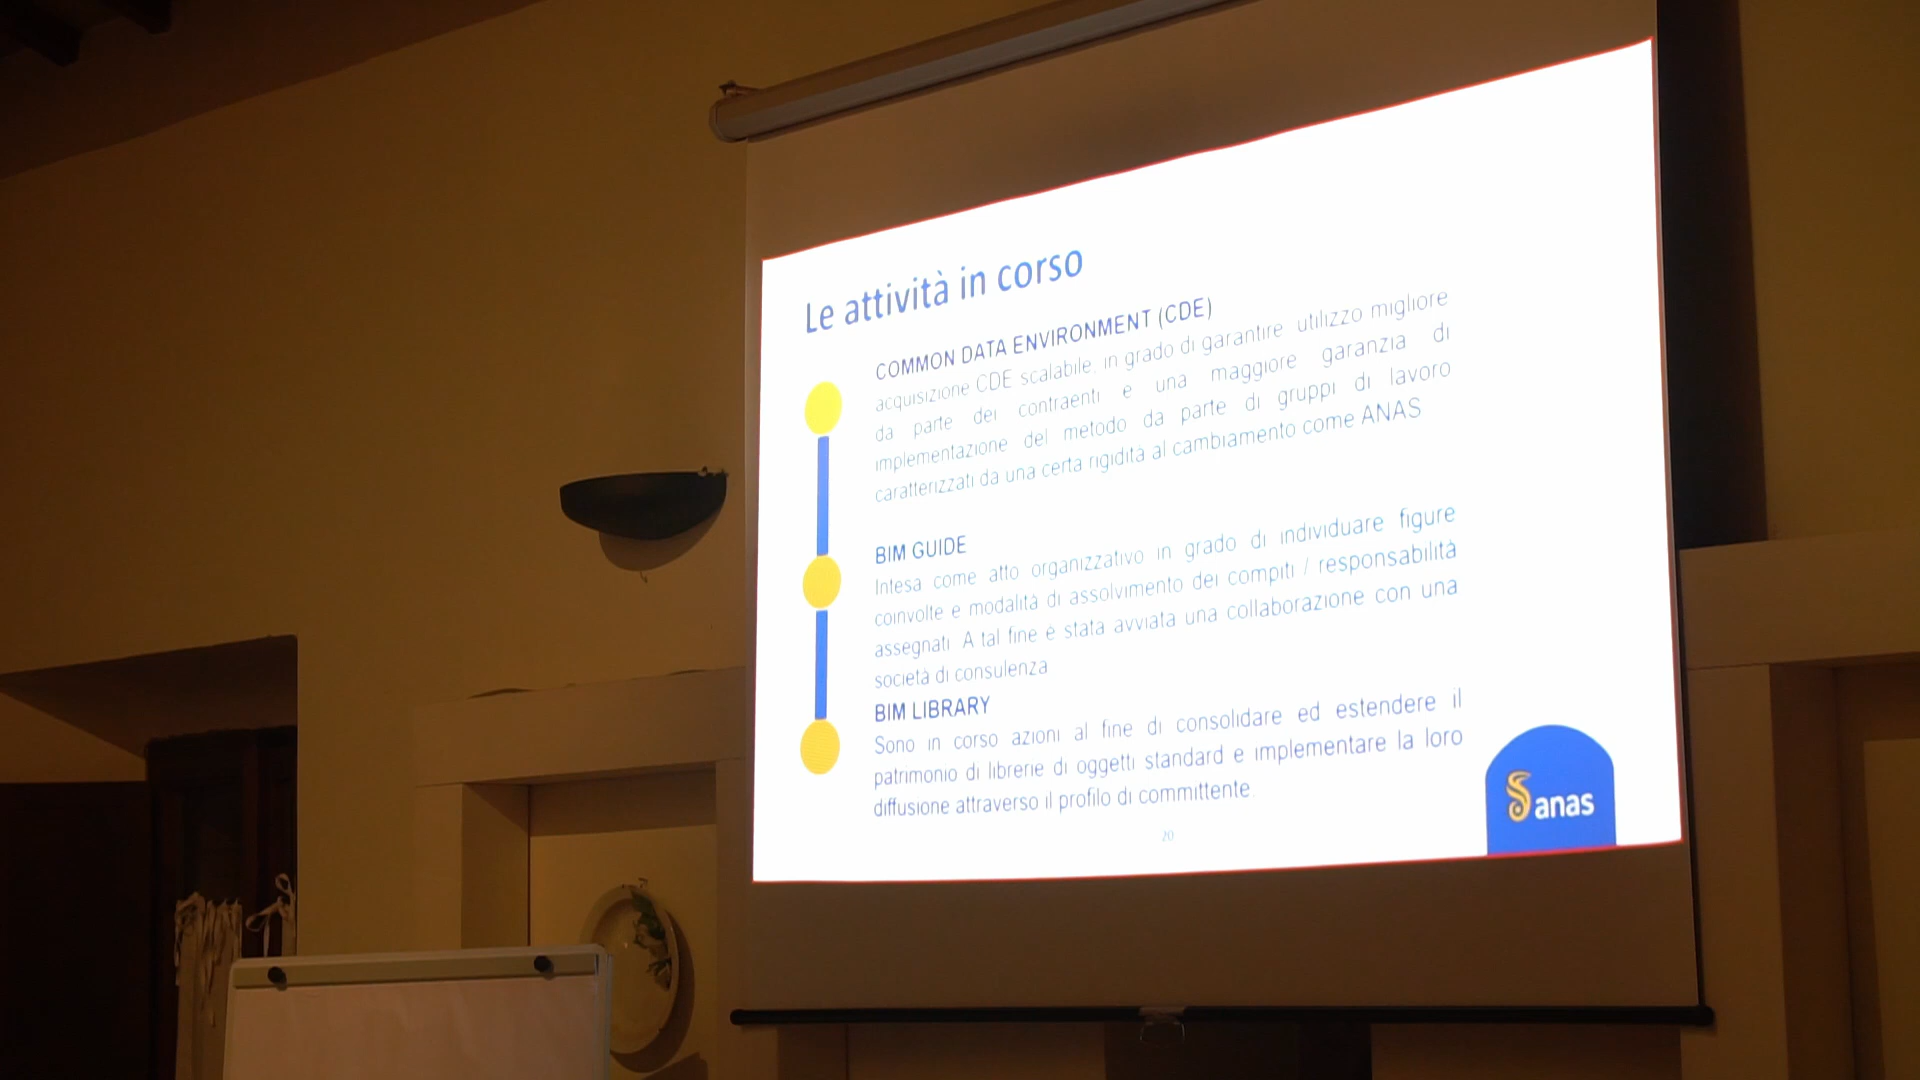 Le attività in corso
COMMON DATA ENVIRONMENT (CDE)
acquisizione CDE scalabile, in grado di garantire utilizzo migliore
da parte dei contraenti e una maggiore garanzia di
implementazione del metodo da parte di gruppi di lavoro
caratterizzati da una certa rigidità al cambiamento come ANAS
BIM GUIDE
Intesa come atto organizzativo in grado di individuare figure
coinvolte e modalità di assolvimento dei compiti / responsabilità
assegnati. A tal fine è stata avviata una collaborazione con una
società di consulenza
BIM LIBRARY
Sono in corso azioni al fine di consolidare ed estendere il
patrimonio di librerie di oggetti standard e implementare la loro
diffusione attraverso il profilo di committente.
20
anas